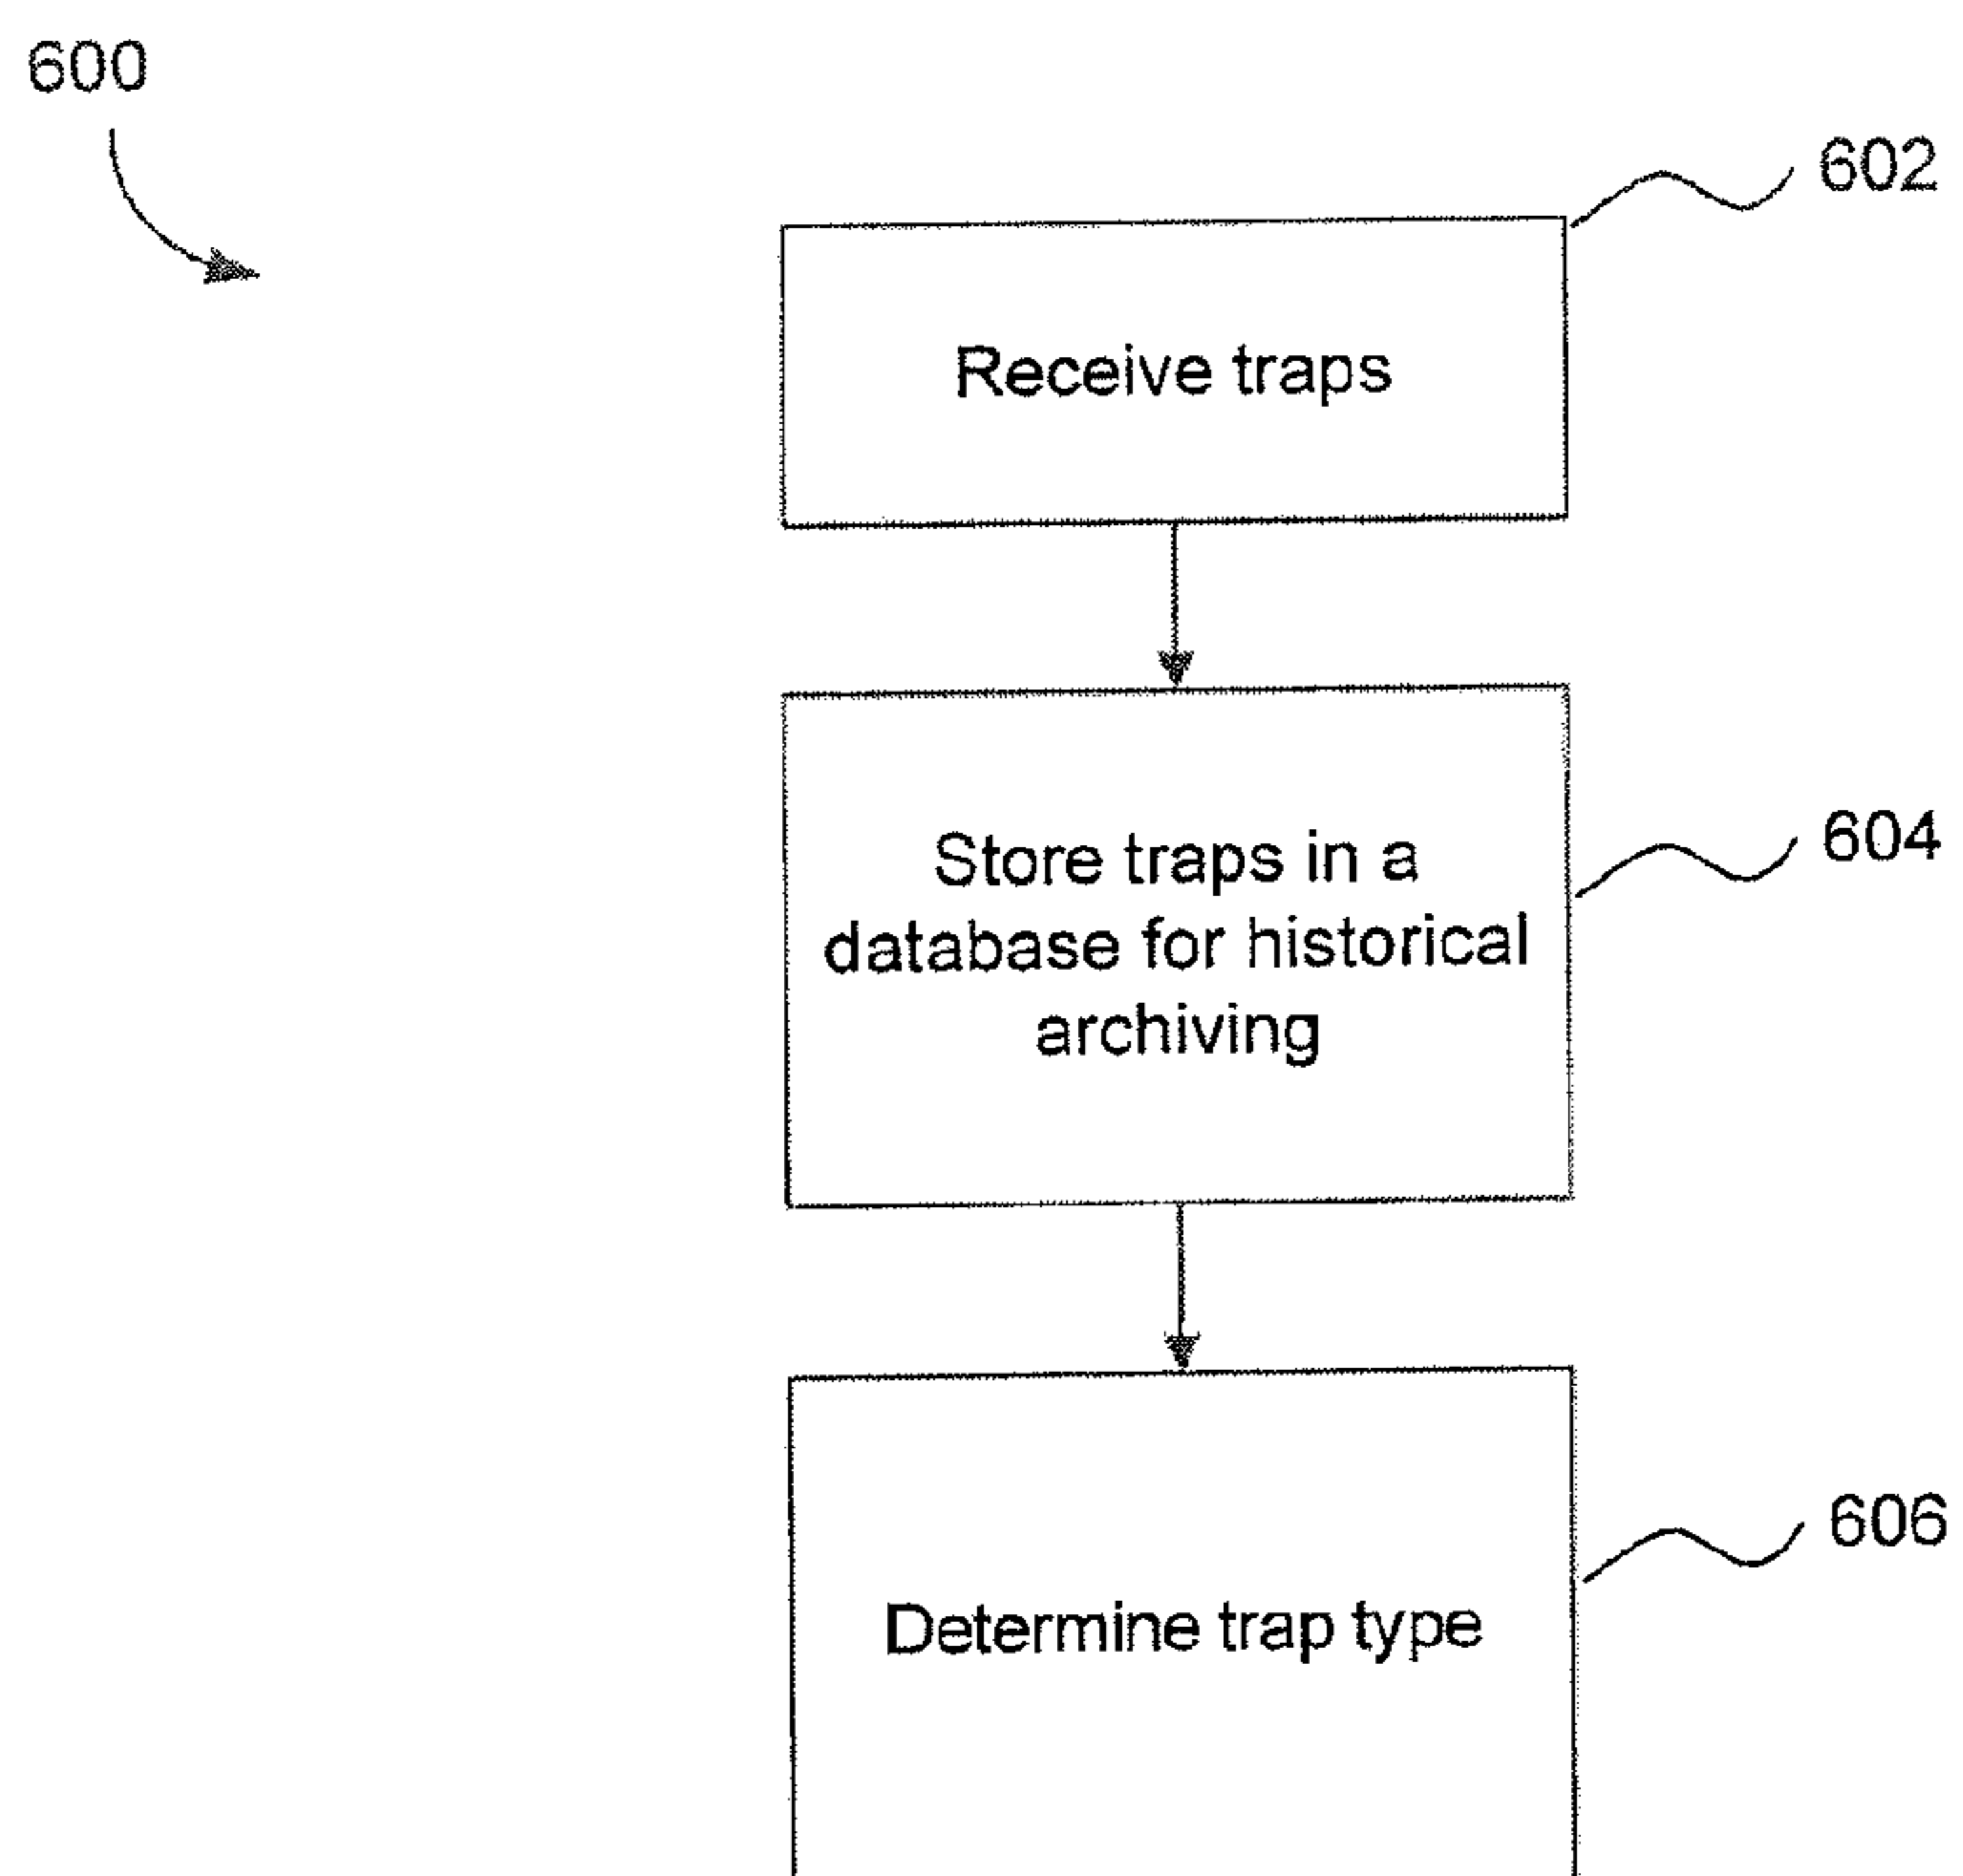 600
602
Receive traps
Store traps in a
database for historical
archiving
604
606
Determine trap type